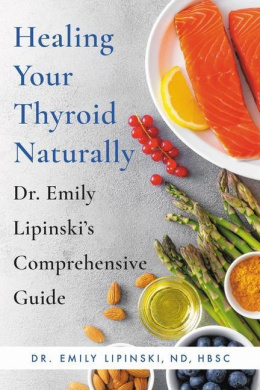 Healing
Your
Thyroid
Naturally
Dr. Emily
Lipinski's
Comprehensive
Guide
DR. EMILY LIPINSKI, ND, HBSC